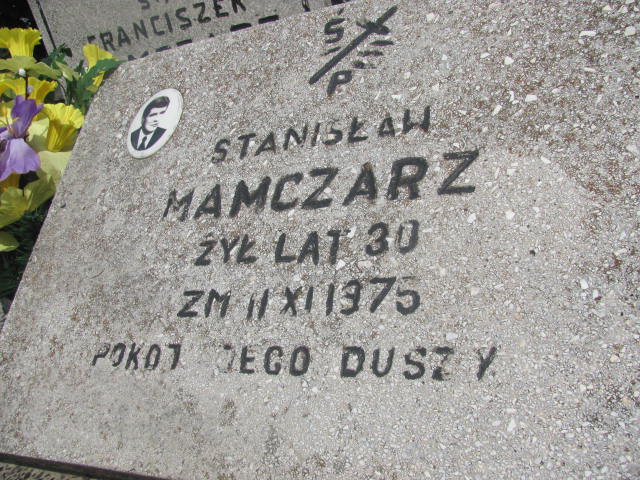 FRANCISZEK
Ś P
STANISŁAW
MAMCZARZ
ŻYŁ LAT 30
ZM 11 XI 1975
POKÓJ JEGO DUSZY